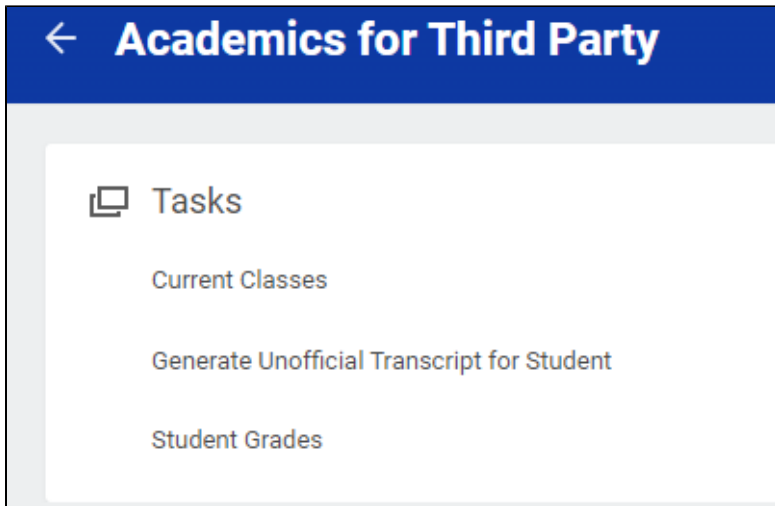 Academics for Third Party
Tasks
Current Classes
Generate Unofficial Transcript for Student
Student Grades